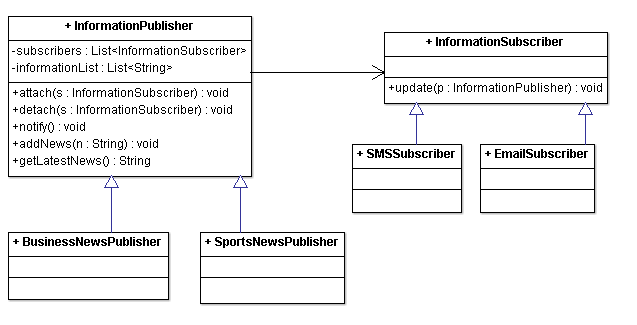 + InformationPublisher
-subscribers : List<InformationSubscriber>
-informationList : List<String>
+attach(s : InformationSubscriber) : void
+detach(s : InformationSubscriber) : void
+notify() : void
+addNews(n : String) : void
+getLatestNews() : String
+ InformationSubscriber
+update(p : InformationPublisher) : void
+ SMSSubscriber
+ EmailSubscriber
+ BusinessNewsPublisher
+ SportsNewsPublisher